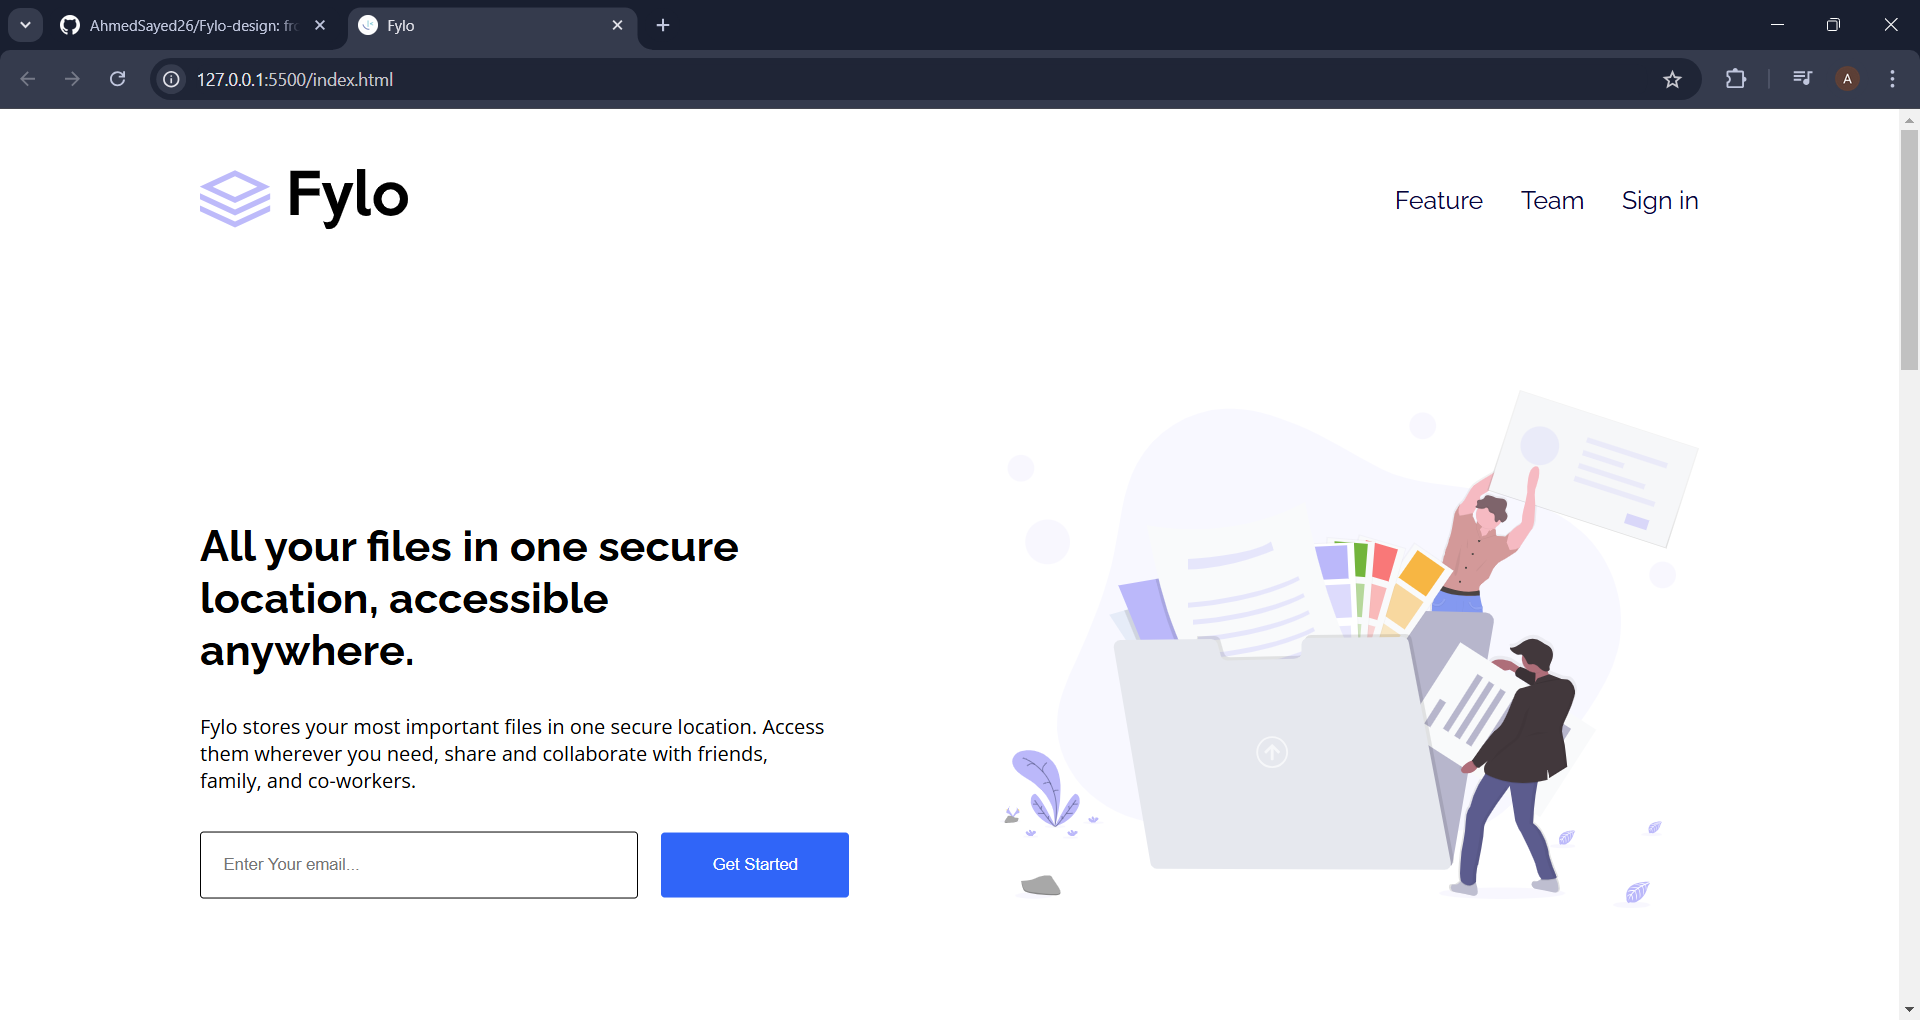 AhmedSayed26/Fylo-design: fr
Fylo
127.0.0.1:5500/index.html
A
Fylo
Feature
Team
Sign in
All your files in one secure
location, accessible
anywhere.
Fylo stores your most important files in one secure location. Access
them wherever you need, share and collaborate with friends,
family, and co-workers.
Enter Your email...
Get Started